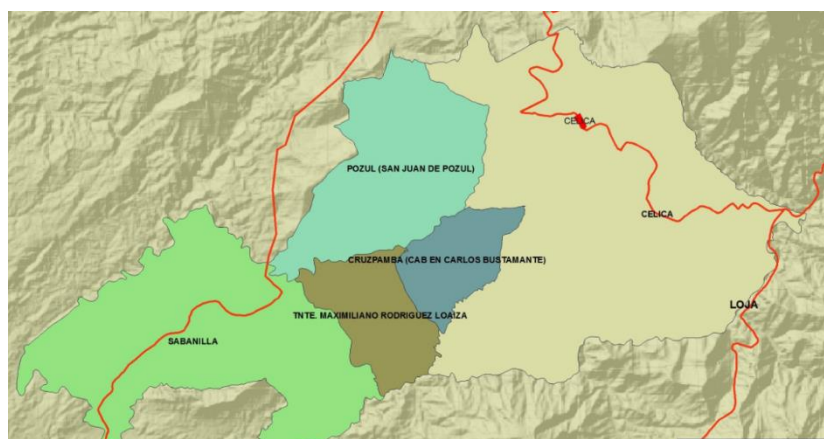 CELICA
POZUL (SAN JUAN DE POZUL)
CELICA
CRUZPAMBA (CAB EN CARLOS BUSTAMANTE)
LOJA
TNTE. MAXIMILIANO RODRIGUEZ LOAIZA
SABANILLA